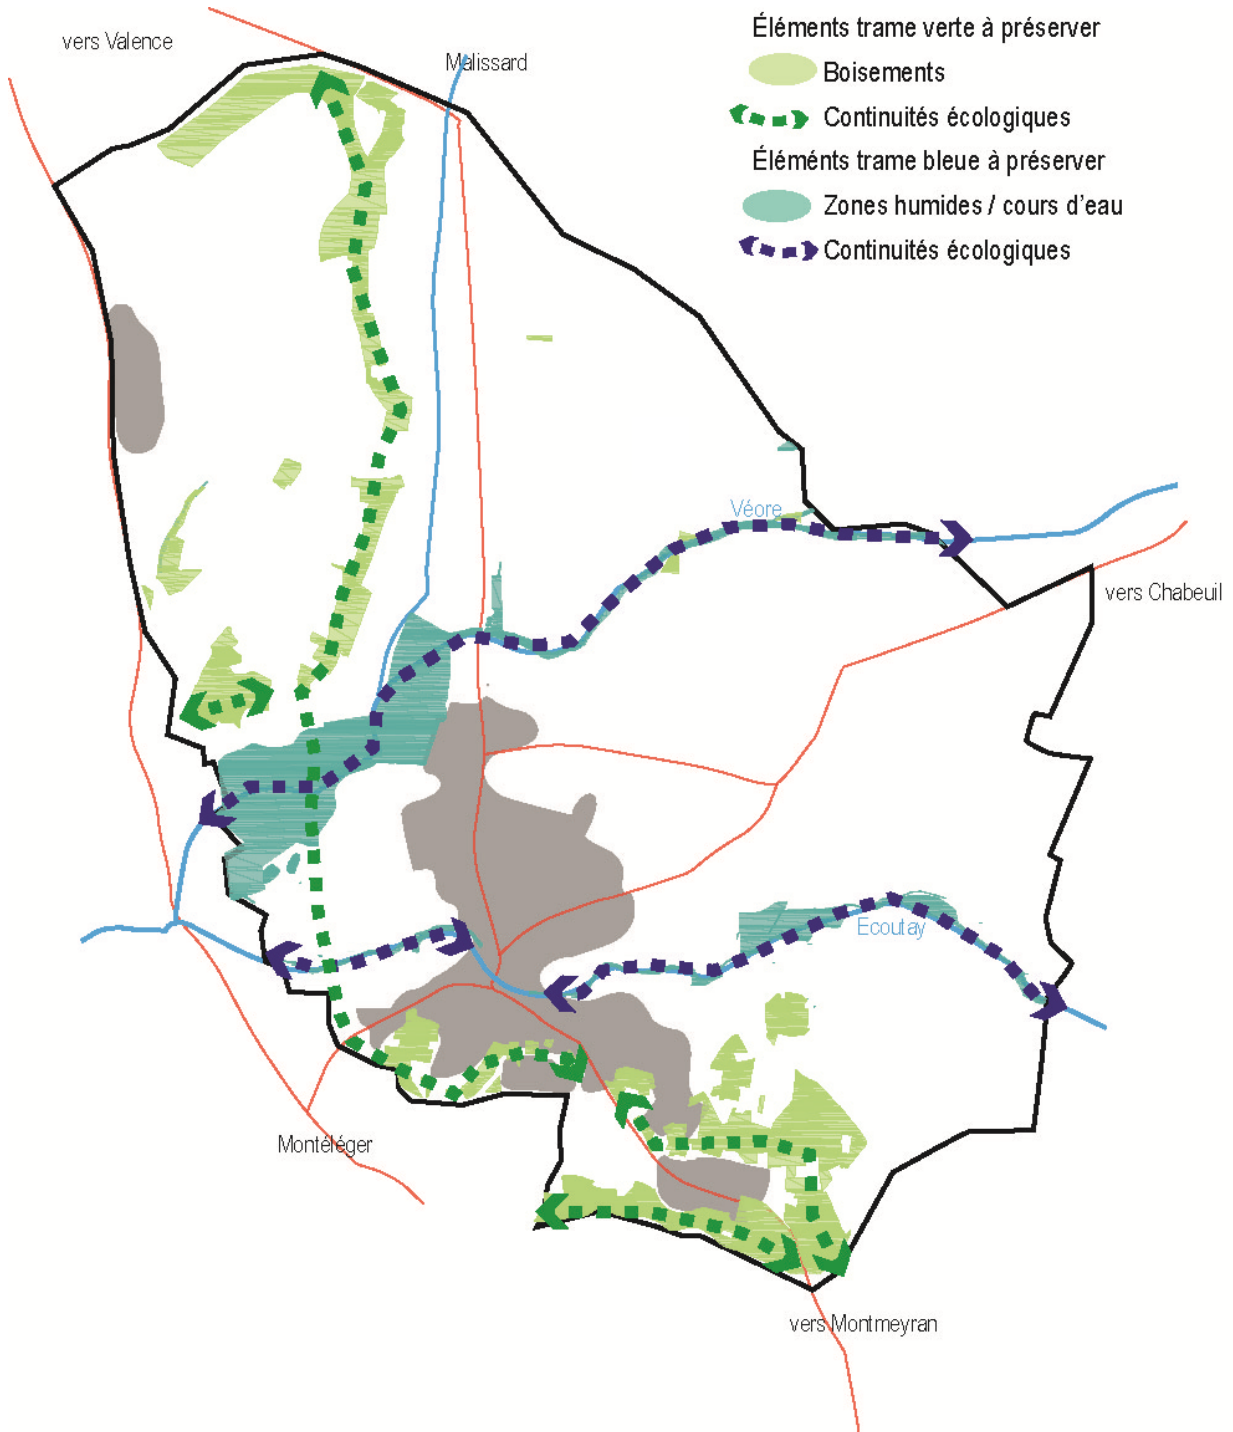 Éléments trame verte à préserver
vers Valence
Malissard
Boisements
Continuités écologiques
Éléménts trame bleue à préserver
Zones humides / cours d'eau
Continuités écologiques
Véore
vers Chabeuil
Ecoutay
Montéléger
vers Montmeyran